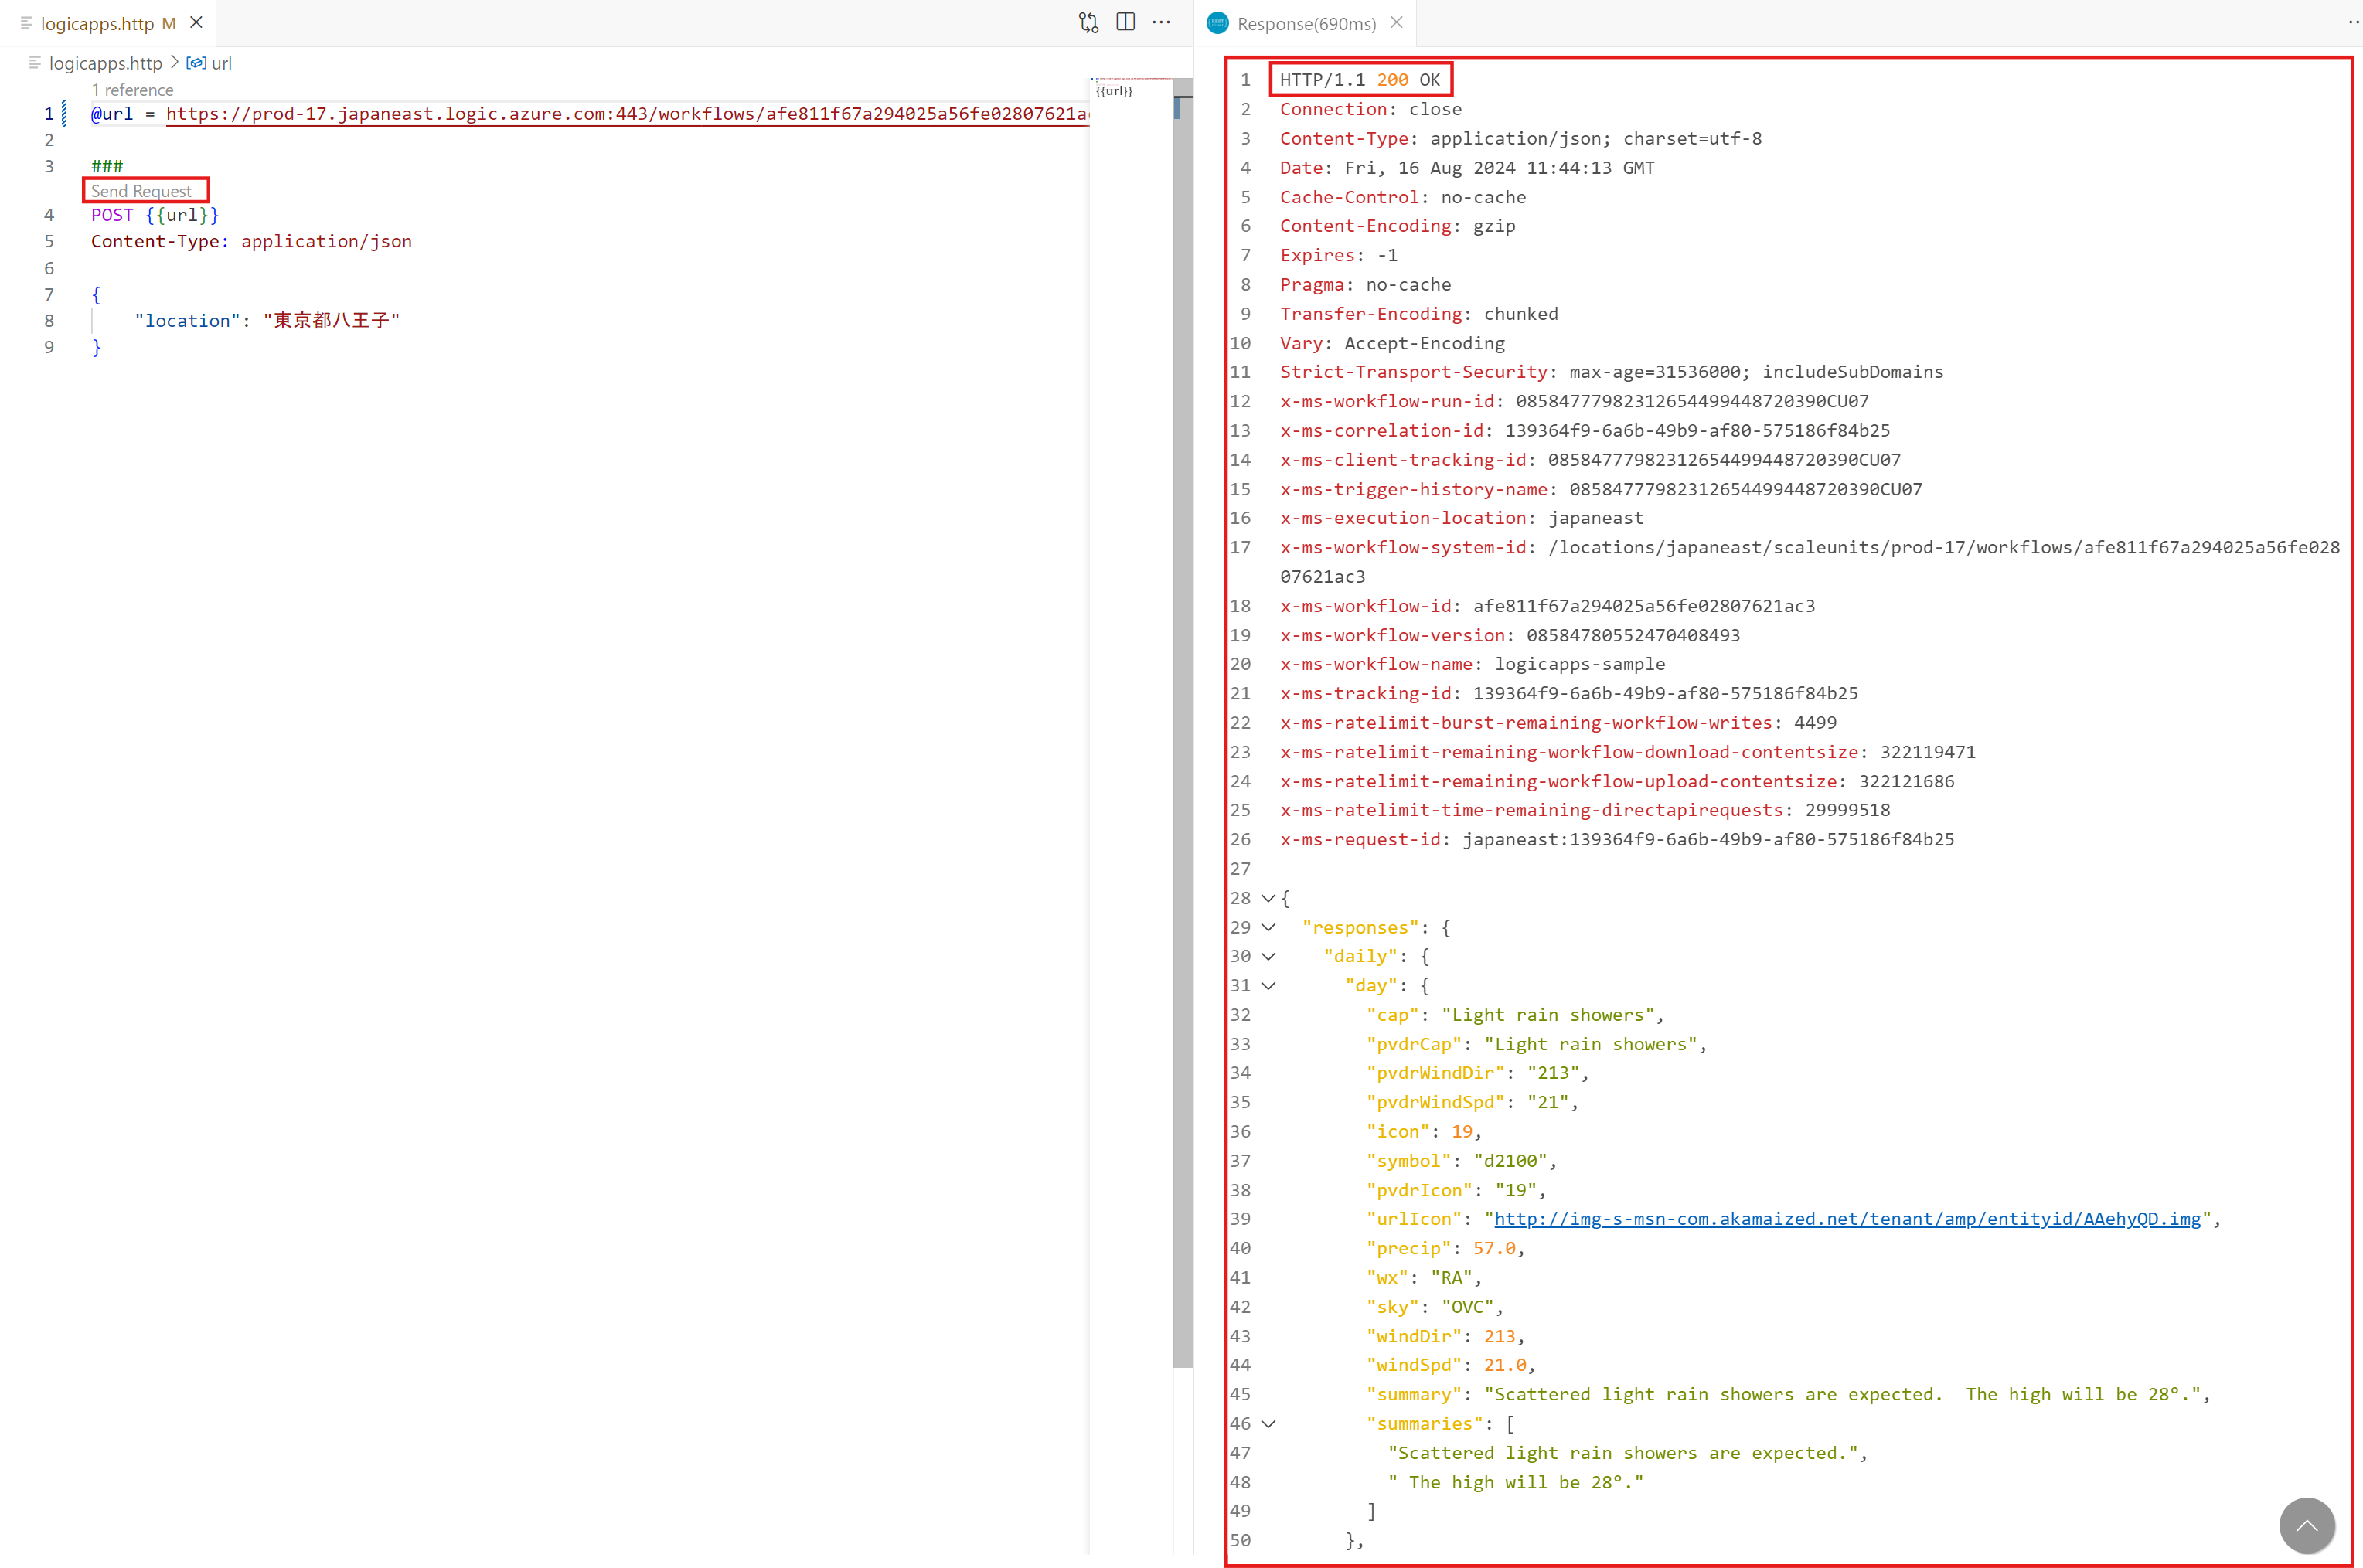 logicapps.http M
logicapps.http > url
1 reference
1 @url = https://prod-17.japaneast.logic.azure.com:443/workflows/afe811f67a294025a56fe02807621a
2
3 ###
Send Request
4 POST {{url}}
5 Content-Type: application/json
6
7 {
8 "location": "東京都八王子"
9 }
{{url}}
Response(690ms)
1 HTTP/1.1 200 OK
2 Connection: close
3 Content-Type: application/json; charset=utf-8
4 Date: Fri, 16 Aug 2024 11:44:13 GMT
5 Cache-Control: no-cache
6 Content-Encoding: gzip
7 Expires: -1
8 Pragma: no-cache
9 Transfer-Encoding: chunked
10 Vary: Accept-Encoding
11 Strict-Transport-Security: max-age=31536000; includeSubDomains
12 x-ms-workflow-run-id: 08584777982312654499448720390CU07
13 x-ms-correlation-id: 139364f9-6a6b-49b9-af80-575186f84b25
14 x-ms-client-tracking-id: 08584777982312654499448720390CU07
15 x-ms-trigger-history-name: 08584777982312654499448720390CU07
16 x-ms-execution-location: japaneast
17 x-ms-workflow-system-id: /locations/japaneast/scaleunits/prod-17/workflows/afe811f67a294025a56fe028
07621ac3
18 x-ms-workflow-id: afe811f67a294025a56fe02807621ac3
19 x-ms-workflow-version: 08584780552470408493
20 x-ms-workflow-name: logicapps-sample
21 x-ms-tracking-id: 139364f9-6a6b-49b9-af80-575186f84b25
22 x-ms-ratelimit-burst-remaining-workflow-writes: 4499
23 x-ms-ratelimit-remaining-workflow-download-contentsize: 322119471
24 x-ms-ratelimit-remaining-workflow-upload-contentsize: 322121686
25 x-ms-ratelimit-time-remaining-directapirequests: 29999518
26 x-ms-request-id: japaneast:139364f9-6a6b-49b9-af80-575186f84b25
27
28 {
29 "responses": {
30 "daily": {
31 "day": {
32 "cap": "Light rain showers",
33 "pvdrCap": "Light rain showers",
34 "pvdrWindDir": "213",
35 "pvdrWindSpd": "21",
36 "icon": 19,
37 "symbol": "d2100",
38 "pvdrIcon": "19",
39 "urlIcon": "http://img-s-msn-com.akamaized.net/tenant/amp/entityid/AAehyQD.img",
40 "precip": 57.0,
41 "wx": "RA",
42 "sky": "OVC",
43 "windDir": 213,
44 "windSpd": 21.0,
45 "summary": "Scattered light rain showers are expected.  The high will be 28°.",
46 "summaries": [
47 "Scattered light rain showers are expected.",
48 " The high will be 28°."
49 ]
50 },